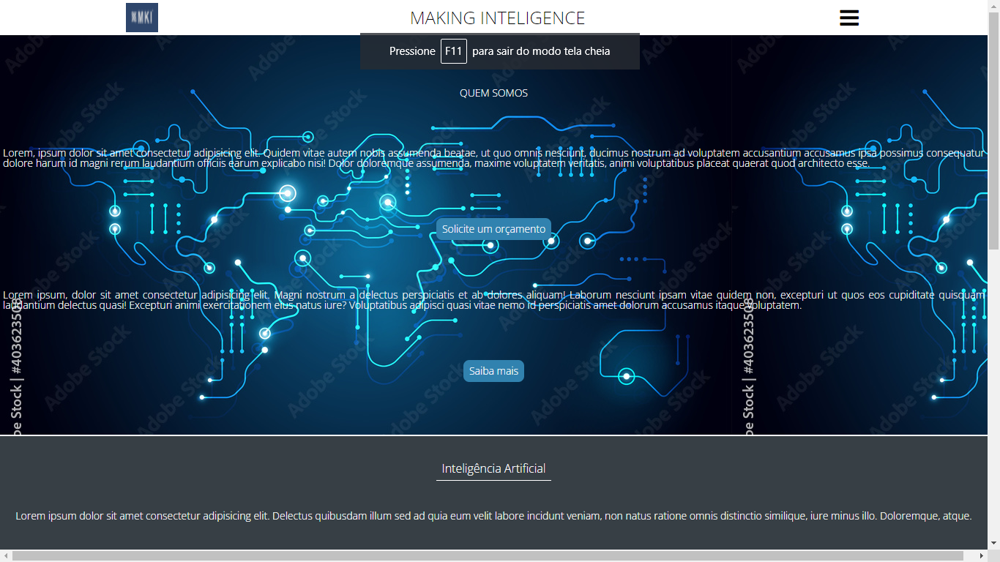 MKI
MAKING INTELIGENCE
Pressione F11 para sair do modo tela cheia
QUEM SOMOS
Lorem, ipsum dolor sit amet consectetur adipisicing elit. Quidem vitae autem nobis assumenda beatae, ut quo omnis nesciunt, ducimus nostrum ad voluptatem accusantium accusamus ipsa possimus consequatur
dolore harum id magni rerum laudantium officiis earum explicabo nisi! Dolor doloremque assumenda, maxime voluptatem veritatis, animi voluptatibus placeat quaerat quod architecto esse.
Solicite um orçamento
Lorem ipsum, dolor sit amet consectetur adipisicing elit. Magni nostrum a delectus perspiciatis et ab dolores aliquam! Laborum nesciunt ipsam vitae quidem non, excepturi ut quos eos cupiditate quisquam
laudantium delectus quasi! Excepturi animi exercitationem eius natus iure? Voluptatibus adipisci quasi vitae nemo id perspiciatis amet dolorum accusamus itaque voluptatem.
Saiba mais
be Stock | #403623508
be Stock | #403623508
Adobe Stock
Inteligência Artificial
Lorem ipsum dolor sit amet consectetur adipisicing elit. Delectus quibusdam illum sed ad quia eum velit labore incidunt veniam, non natus ratione omnis distinctio similique, iure minus illo. Doloremque, atque.